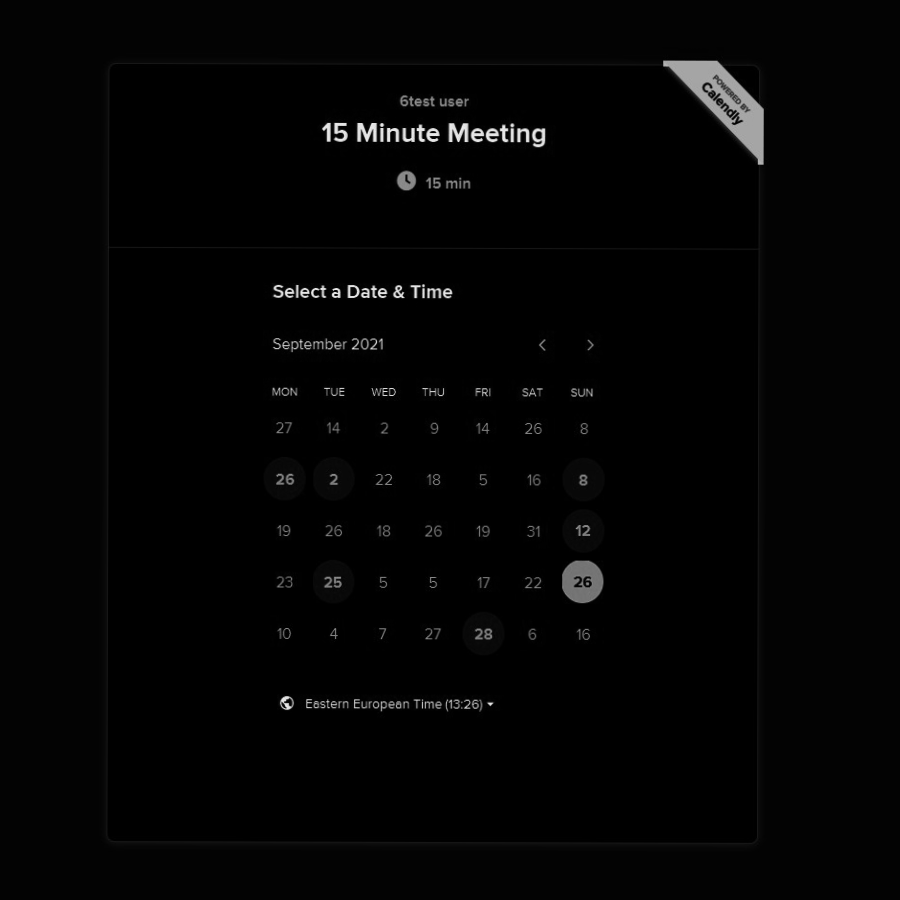 POWERED BY
Calendly
6test user
15 Minute Meeting
15 min
Select a Date & Time
September 2021
MON TUE WED THU FRI SAT SUN
27 14 2 9 14 26 8
26 2 22 18 5 16 8
19 26 18 26 19 31 12
23 25 5 5 17 22 26
10 4 7 27 28 6 16
Eastern European Time (13:26)